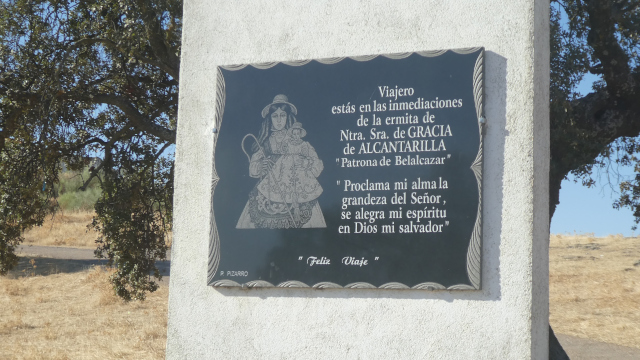 Viajero
estás en las inmediaciones
de la ermita de
Ntra. Sra. de GRACIA
de ALCANTARILLA
"Patrona de Belalcazar"
"Proclama mi alma la
grandeza del Señor,
se alegra mi espíritu
en Dios mi salvador"
"Feliz Viaje"
P. PIZARRO